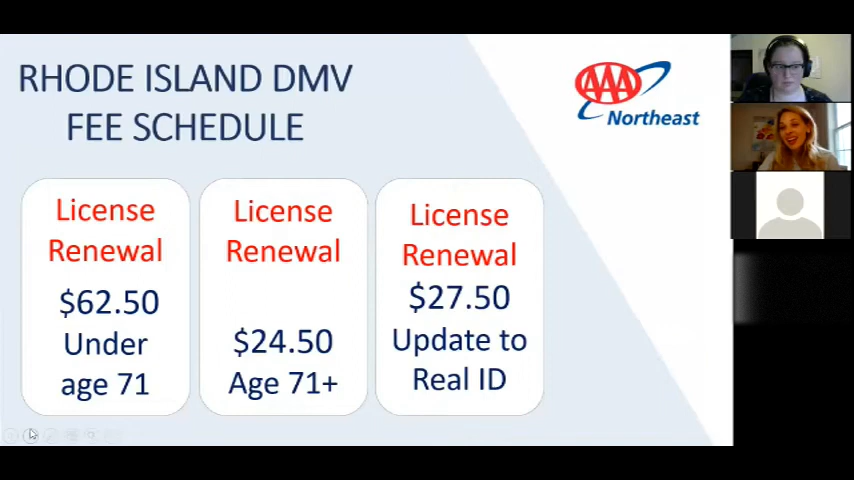 RHODE ISLAND DMV
FEE SCHEDULE
AAA
Northeast
License
Renewal
$62.50
Under
age 71
License
Renewal
$24.50
Age 71+
License
Renewal
$27.50
Update to
Real ID